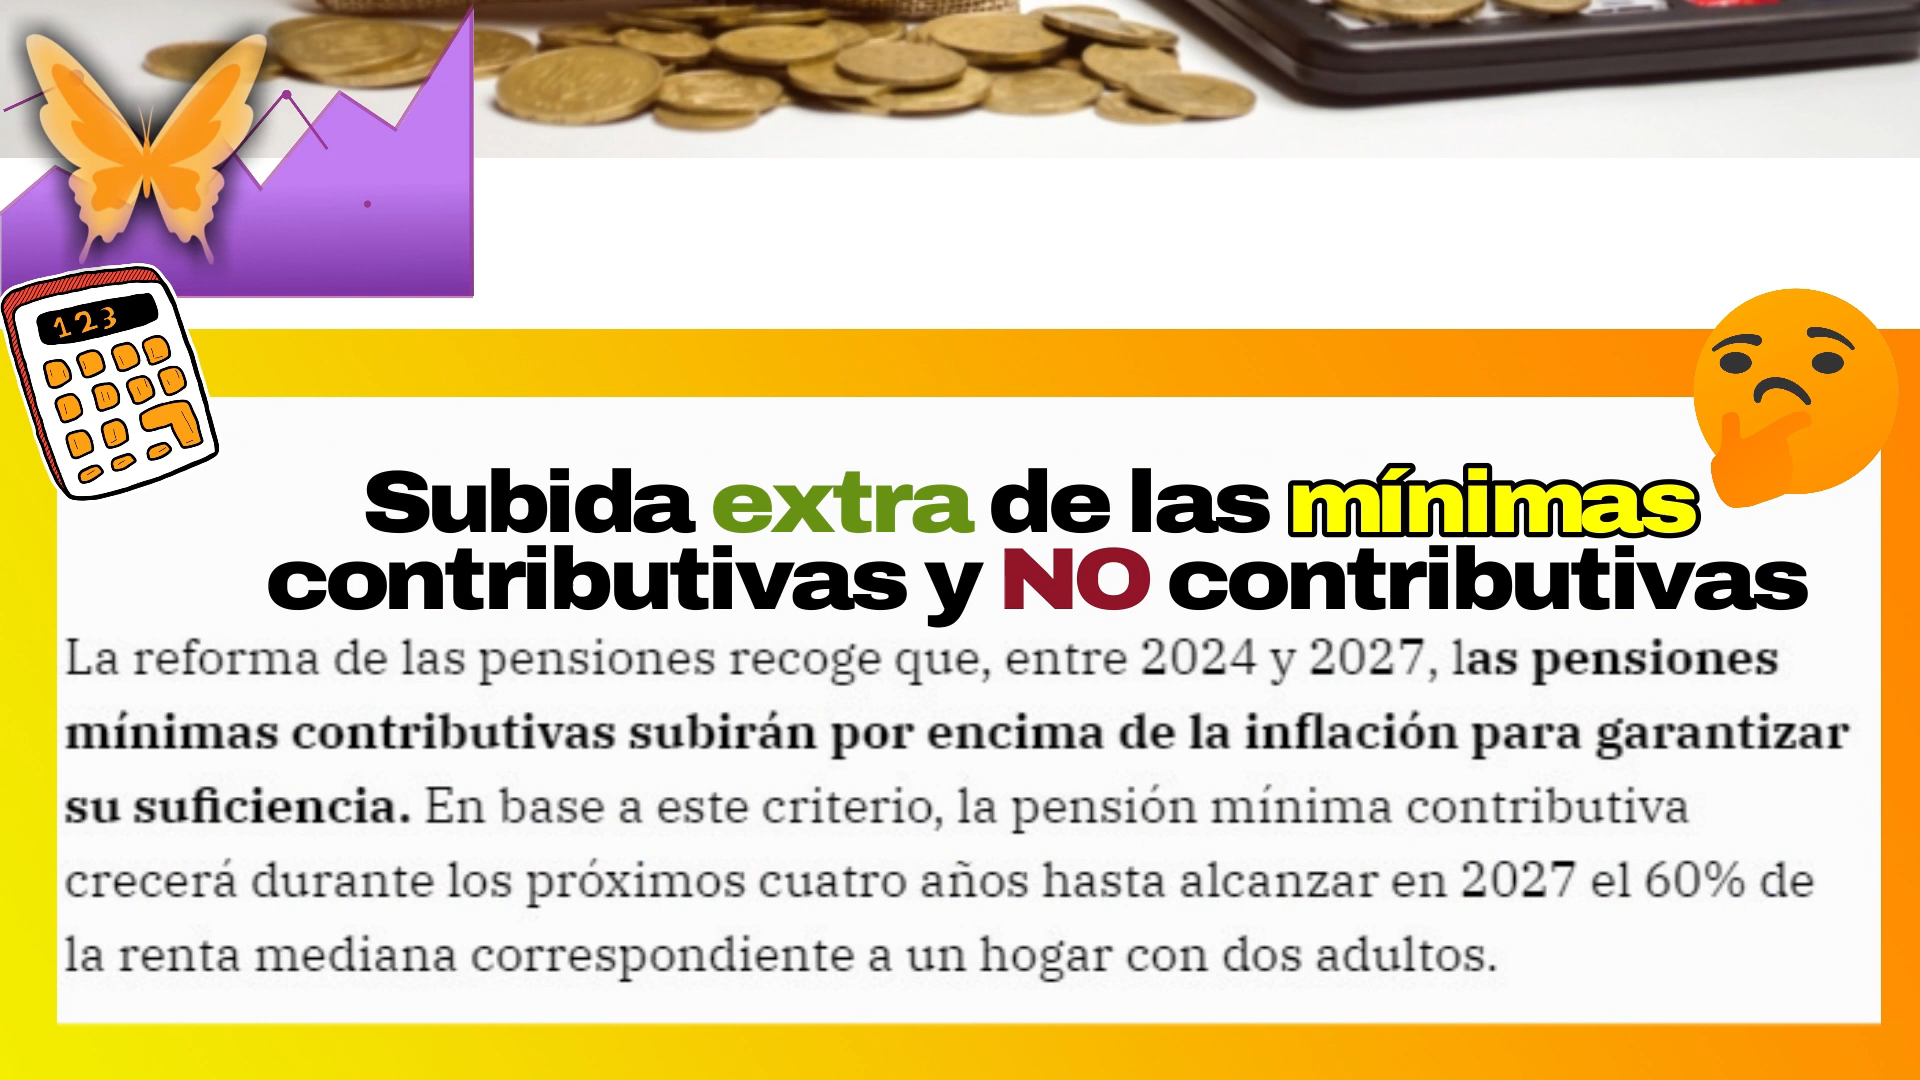 123
Subida extra de las mínimas
contributivas y NO contributivas
La reforma de las pensiones recoge que, entre 2024 y 2027, las pensiones
mínimas contributivas subirán por encima de la inflación para garantizar
su suficiencia. En base a este criterio, la pensión mínima contributiva
crecerá durante los próximos cuatro años hasta alcanzar en 2027 el 60% de
la renta mediana correspondiente a un hogar con dos adultos.